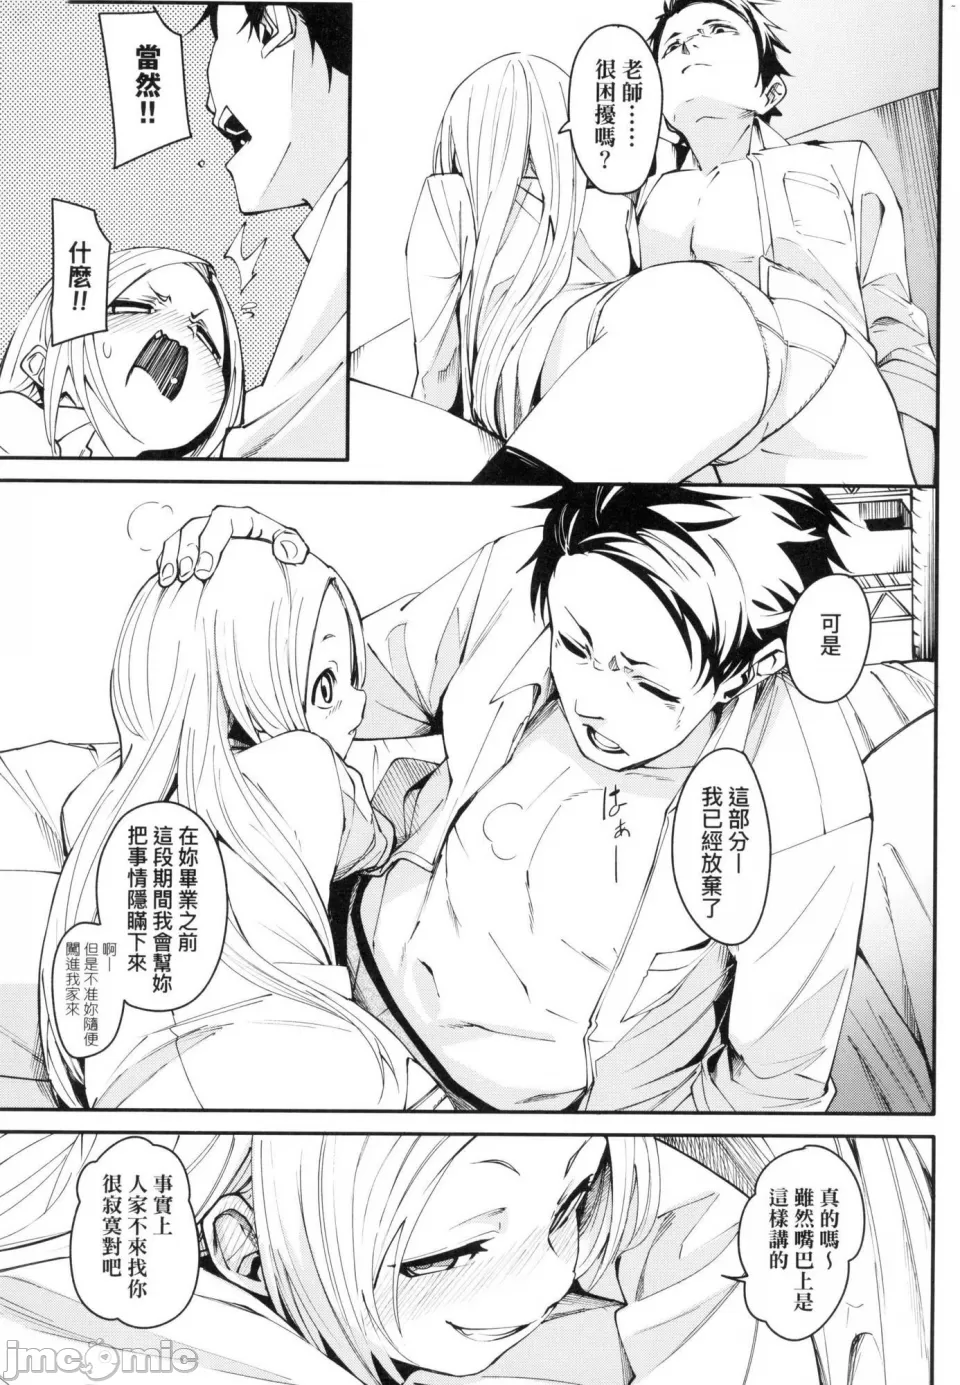 老師……
很困擾嗎？
當然!!
什麼!!
可是
這部分—
我已經放棄了
はぁー
在妳畢業之前
這段期間我會幫妳
把事情隱瞞下來
啊—
但是不准妳隨便
闖進我家來
真的嗎～
雖然嘴巴上是
這樣講的
事實上
人家不來找你
很寂寞對吧
jmcomic